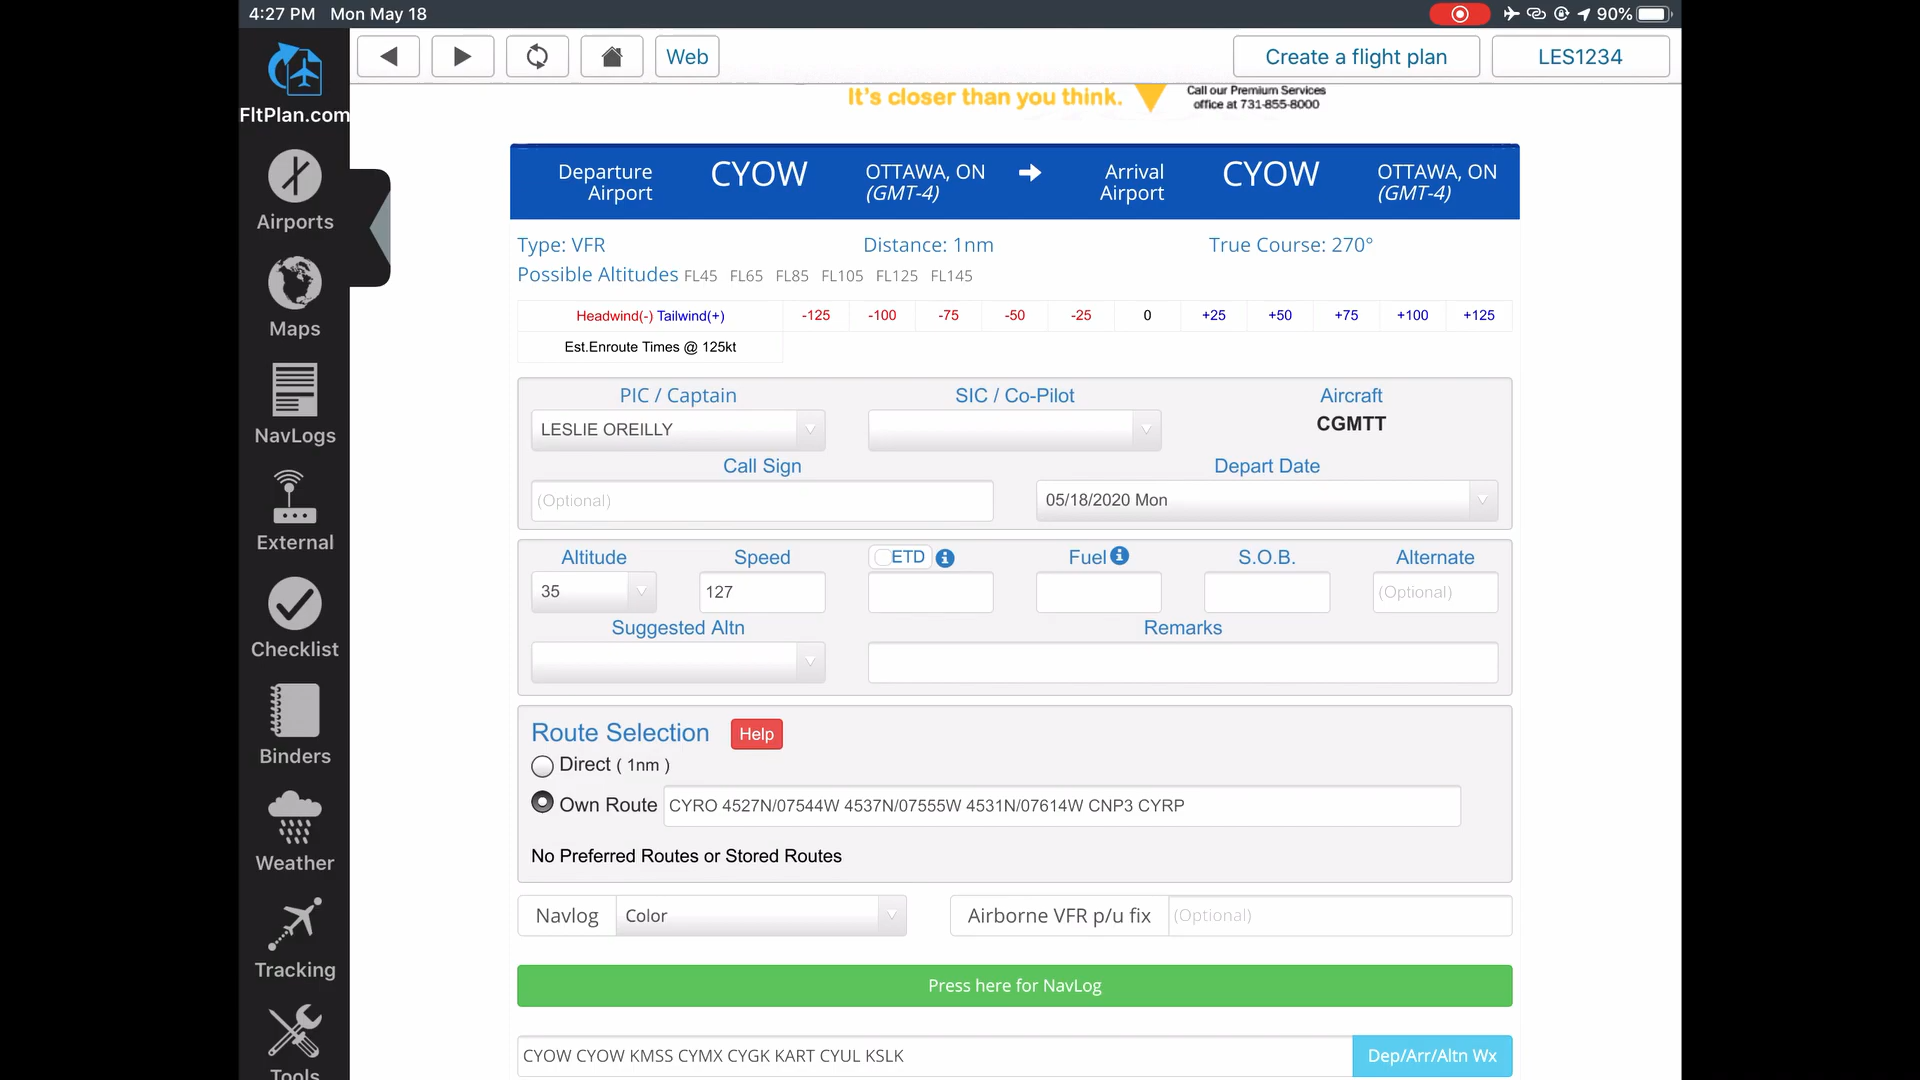 4:27 PM Mon May 18
90%
FltPlan.com
Airports
Maps
NavLogs
External
Checklist
Binders
Weather
Tracking
Tools
Web
Create a flight plan
LES1234
It's closer than you think.
Call our Premium Services
office at 731-855-8000
Departure Airport CYOW OTTAWA, ON (GMT-4) Arrival Airport CYOW OTTAWA, ON (GMT-4)
Type: VFR Distance: 1nm True Course: 270°
Possible Altitudes FL45 FL65 FL85 FL105 FL125 FL145
Headwind(-) Tailwind(+) -125 -100 -75 -50 -25 0 +25 +50 +75 +100 +125
Est.Enroute Times @ 125kt
PIC / Captain SIC / Co-Pilot Aircraft
LESLIE OREILLY CGMTT
Call Sign Depart Date
(Optional) 05/18/2020 Mon
Altitude Speed ETD Fuel S.O.B. Alternate
35 127 (Optional)
Suggested Altn Remarks
Route Selection Help
Direct ( 1nm )
Own Route CYRO 4527N/07544W 4537N/07555W 4531N/07614W CNP3 CYRP
No Preferred Routes or Stored Routes
Navlog Color Airborne VFR p/u fix (Optional)
Press here for NavLog
CYOW CYOW KMSS CYMX CYGK KART CYUL KSLK Dep/Arr/Altn Wx